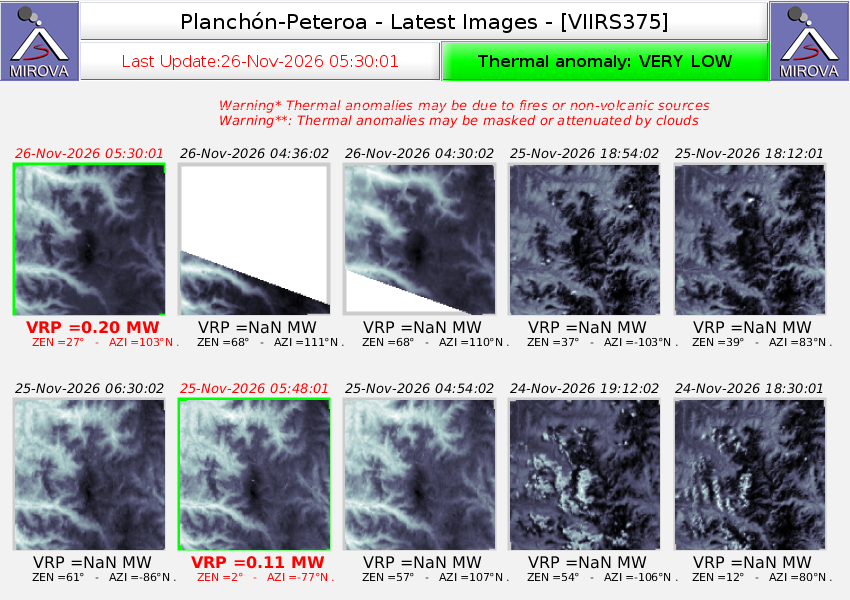 Planchón-Peteroa - Latest Images - [VIIRS375]
MIROVA
Last Update:26-Nov-2026 05:30:01
Thermal anomaly: VERY LOW
MIROVA
Warning* Thermal anomalies may be due to fires or non-volcanic sources
Warning**: Thermal anomalies may be masked or attenuated by clouds
26-Nov-2026 05:30:01 26-Nov-2026 04:36:02 26-Nov-2026 04:30:02 25-Nov-2026 18:54:02 25-Nov-2026 18:12:01
VRP =0.20 MW VRP =NaN MW VRP =NaN MW VRP =NaN MW VRP =NaN MW
ZEN =27° - AZI =103°N . ZEN =68° - AZI =111°N . ZEN =68° - AZI =110°N . ZEN =37° - AZI =-103°N . ZEN =39° - AZI =83°N .
25-Nov-2026 06:30:02 25-Nov-2026 05:48:01 25-Nov-2026 04:54:02 24-Nov-2026 19:12:02 24-Nov-2026 18:30:01
VRP =NaN MW VRP =0.11 MW VRP =NaN MW VRP =NaN MW VRP =NaN MW
ZEN =61° - AZI =-86°N . ZEN =2° - AZI =-77°N . ZEN =57° - AZI =107°N . ZEN =54° - AZI =-106°N . ZEN =12° - AZI =80°N .